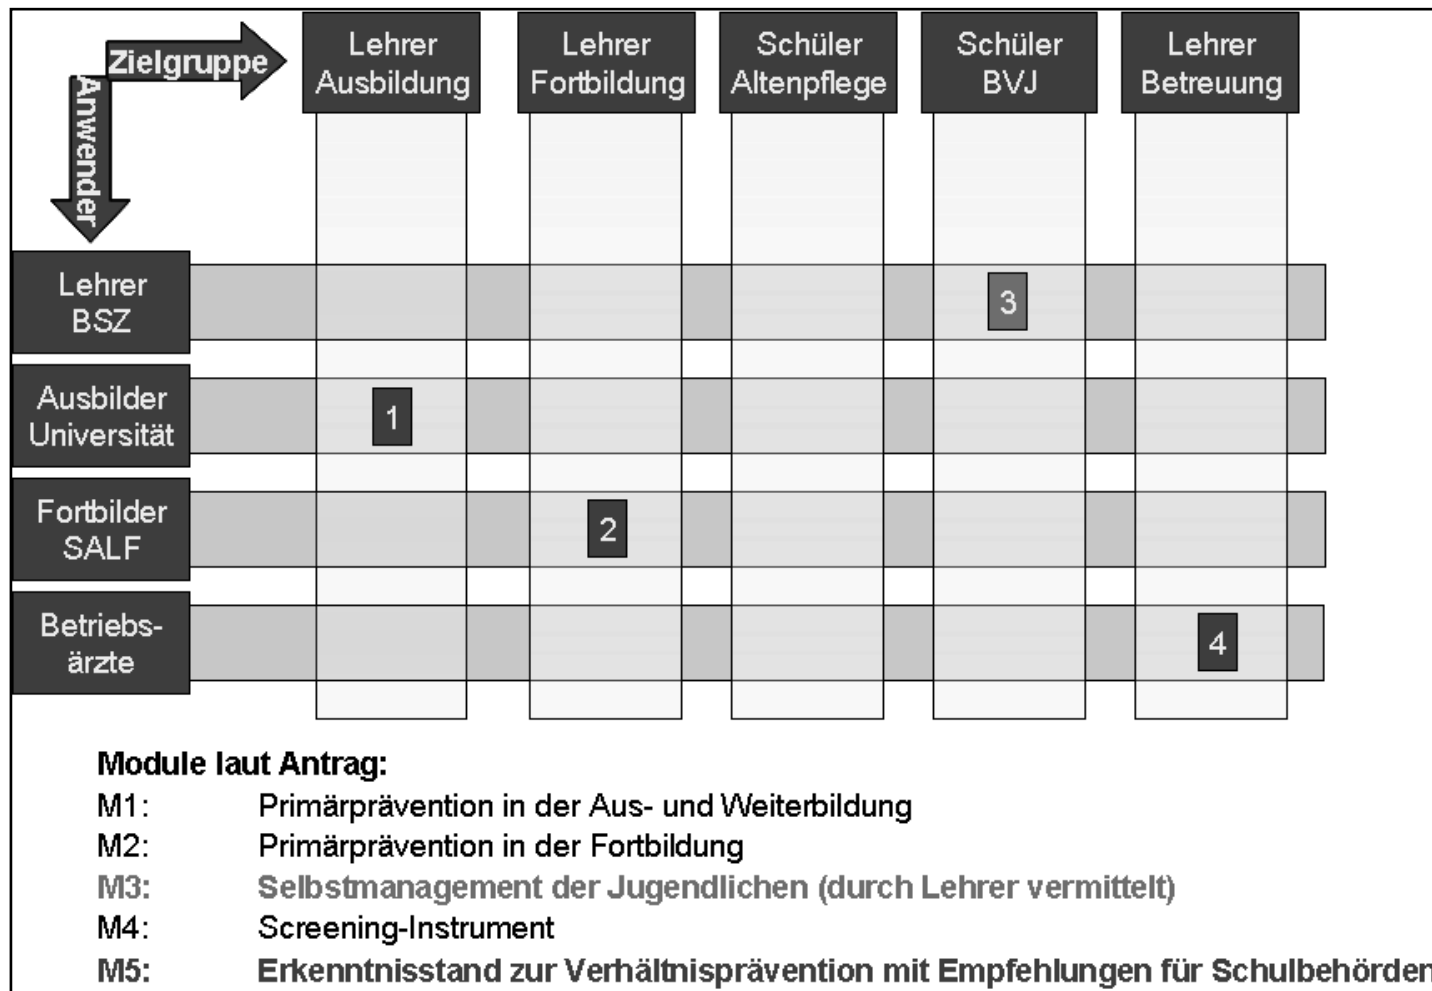 Zielgruppe
Anwender
Lehrer
Ausbildung
Lehrer
Fortbildung
Schüler
Altenpflege
Schüler
BVJ
Lehrer
Betreuung
Lehrer
BSZ
3
Ausbilder
Universität
1
Fortbilder
SALF
2
Betriebs-
ärzte
4
Module laut Antrag:
M1: Primärprävention in der Aus- und Weiterbildung
M2: Primärprävention in der Fortbildung
M3: Selbstmanagement der Jugendlichen (durch Lehrer vermittelt)
M4: Screening-Instrument
M5: Erkenntnisstand zur Verhältnisprävention mit Empfehlungen für Schulbehörden